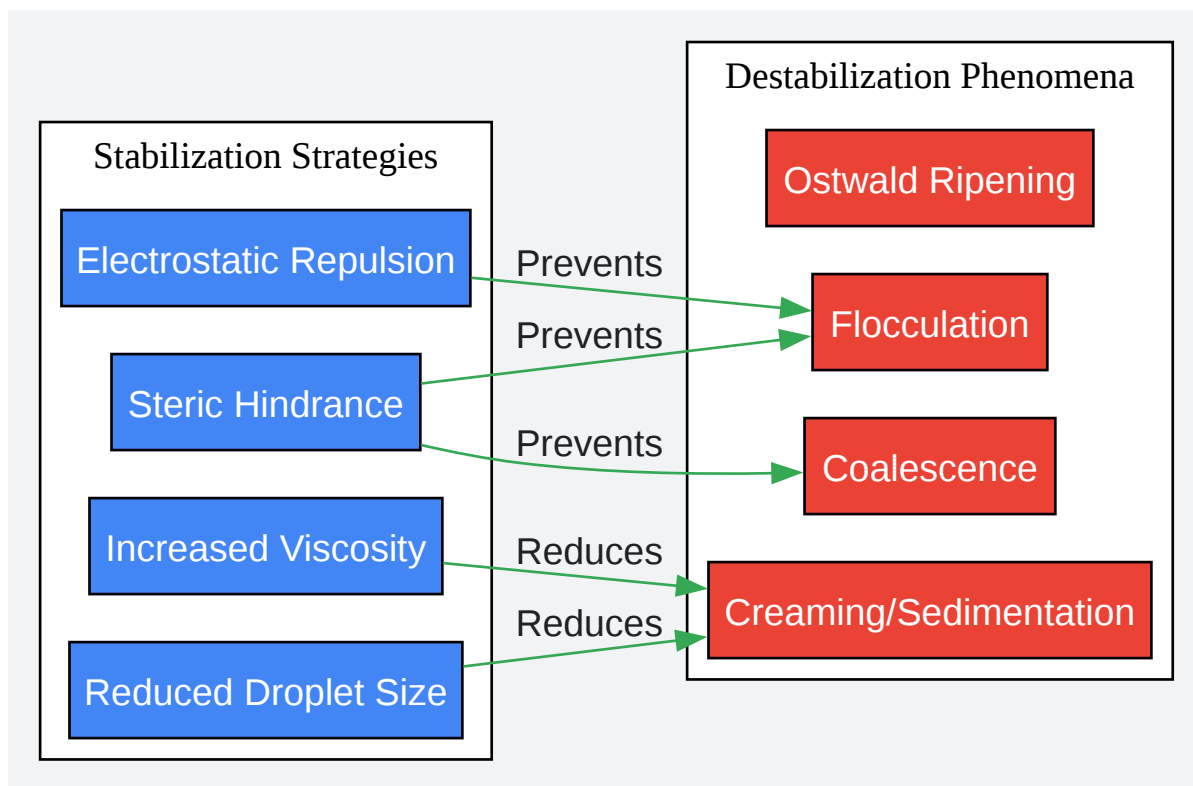 Stabilization Strategies
Electrostatic Repulsion
Steric Hindrance
Increased Viscosity
Reduced Droplet Size
Prevents
Prevents
Prevents
Reduces
Reduces
Destabilization Phenomena
Ostwald Ripening
Flocculation
Coalescence
Creaming/Sedimentation